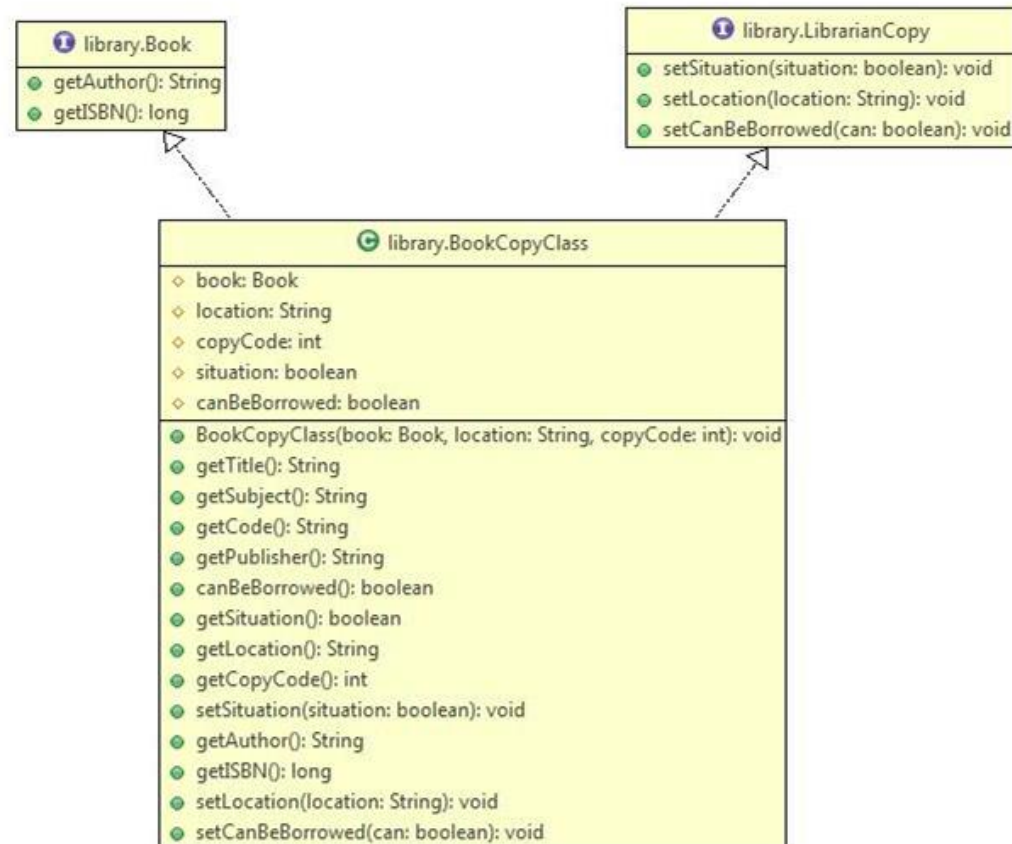 I library.Book
getAuthor(): String
getISBN(): long
I library.LibrarianCopy
setSituation(situation: boolean): void
setLocation(location: String): void
setCanBeBorrowed(can: boolean): void
C library.BookCopyClass
book: Book
location: String
copyCode: int
situation: boolean
canBeBorrowed: boolean
BookCopyClass(book: Book, location: String, copyCode: int): void
getTitle(): String
getSubject(): String
getCode(): String
getPublisher(): String
canBeBorrowed(): boolean
getSituation(): boolean
getLocation(): String
getCopyCode(): int
setSituation(situation: boolean): void
getAuthor(): String
getISBN(): long
setLocation(location: String): void
setCanBeBorrowed(can: boolean): void